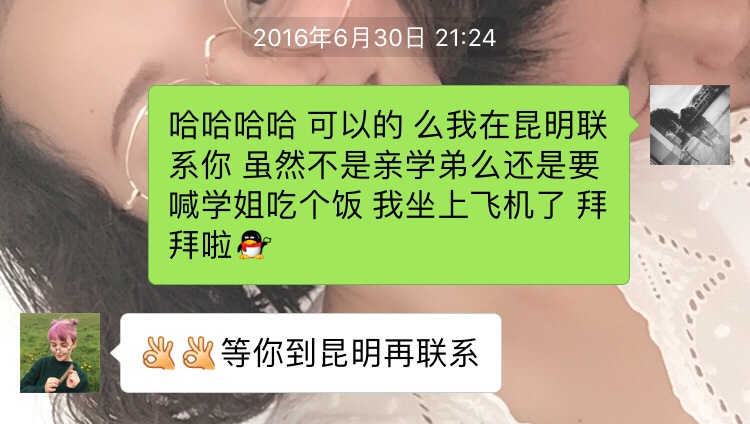 2016年6月30日 21:24
哈哈哈哈 可以的 么我在昆明联
系你 虽然不是亲学弟么还是要
喊学姐吃个饭 我坐上飞机了 拜
拜啦
👌👌等你到昆明再联系